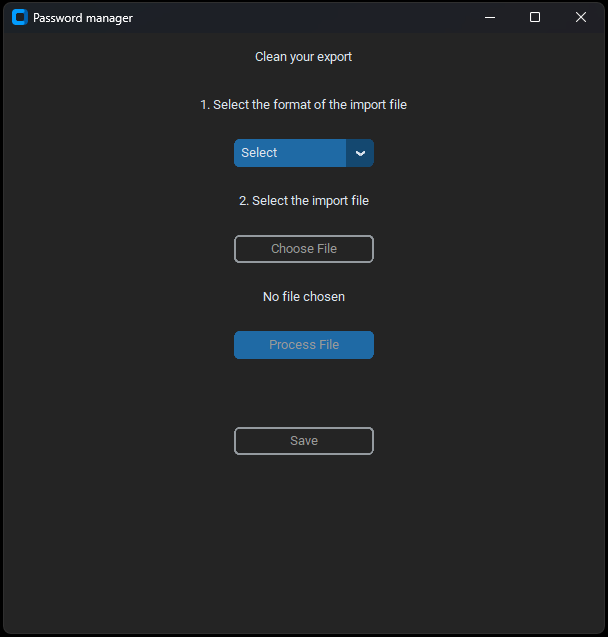 Password manager
Clean your export
1. Select the format of the import file
Select
2. Select the import file
Choose File
No file chosen
Process File
Save